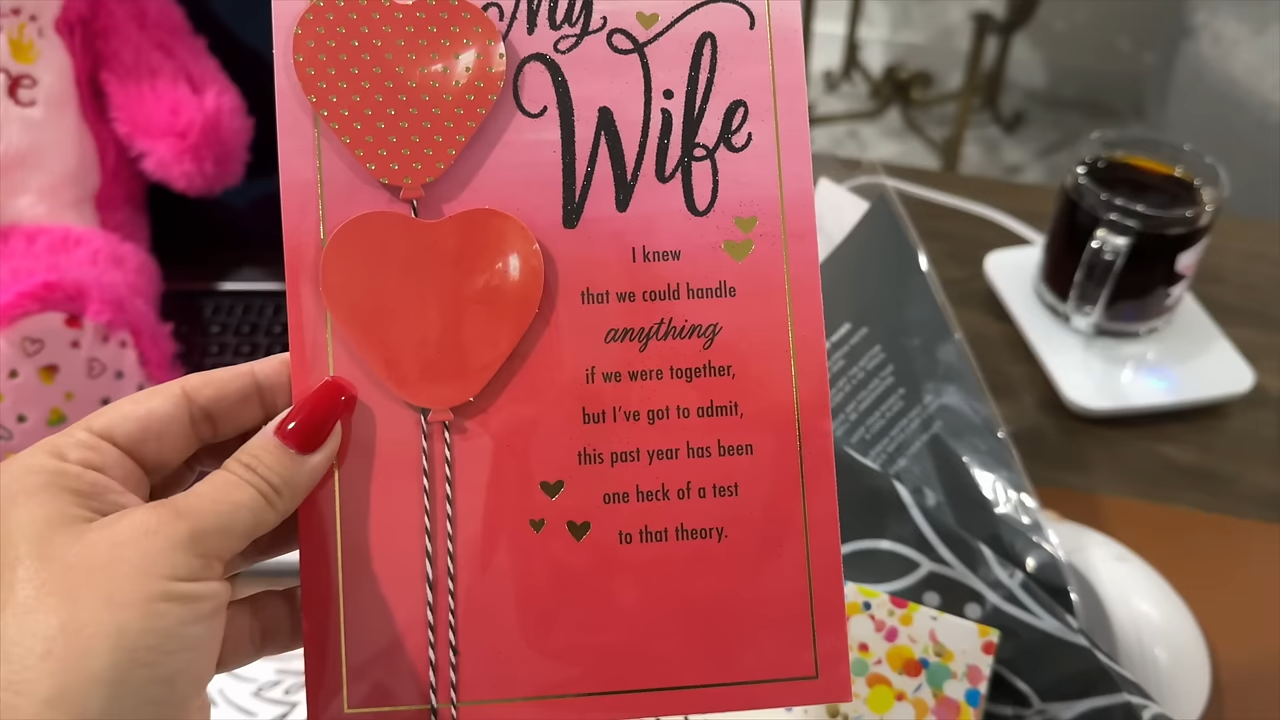 My
Wife
I knew
that we could handle
anything
if we were together,
but I've got to admit,
this past year has been
one heck of a test
to that theory.